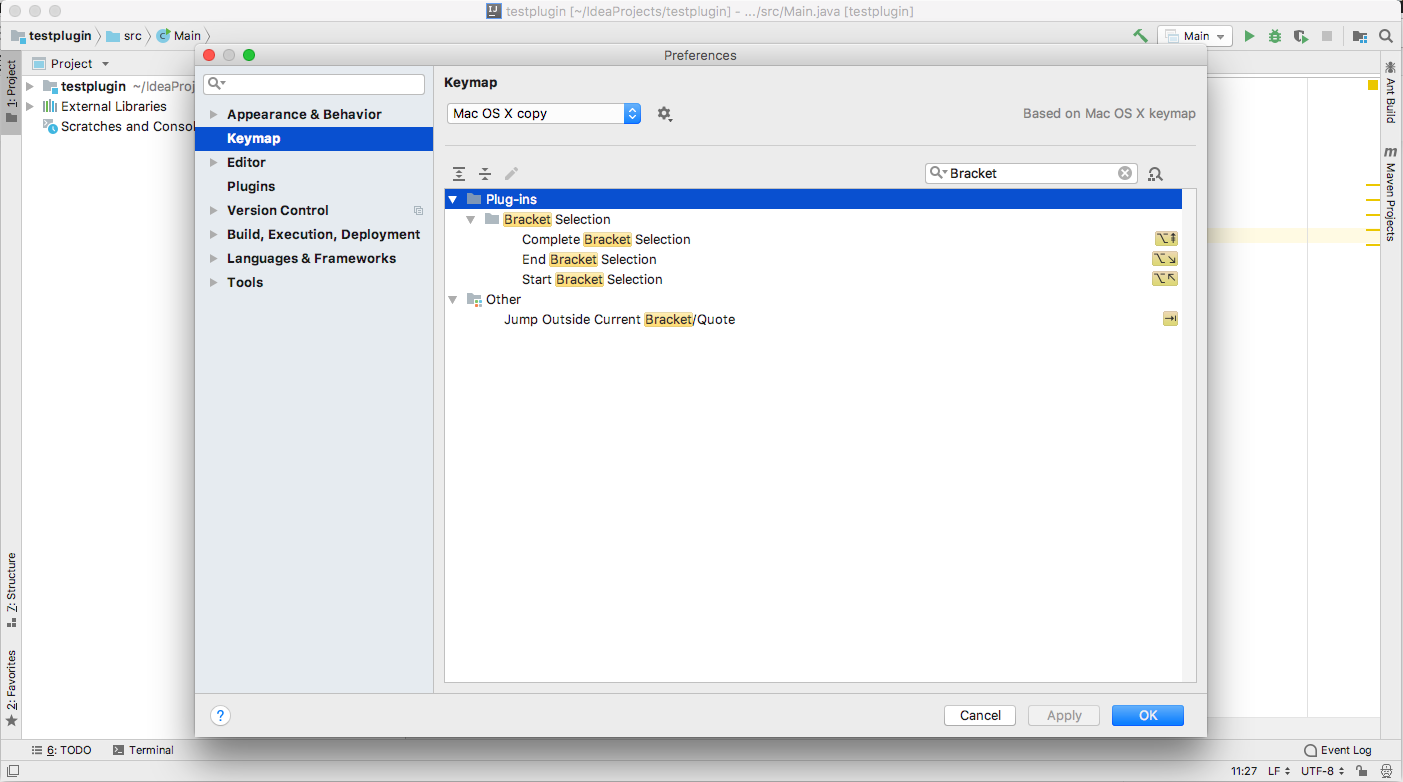 testplugin [~/IdeaProjects/testplugin] - .../src/Main.java [testplugin]
testplugin src Main
Main
Preferences
1: Project
Project
testplugin ~/IdeaProj
External Libraries
Scratches and Consol
Appearance & Behavior
Keymap
Editor
Plugins
Version Control
Build, Execution, Deployment
Languages & Frameworks
Tools
Keymap
Mac OS X copy
Based on Mac OS X keymap
Bracket
Plug-ins
Bracket Selection
Complete Bracket Selection ⌥⇞
End Bracket Selection ⌥↘
Start Bracket Selection ⌥↖
Other
Jump Outside Current Bracket/Quote ⇥
?
Cancel
Apply
OK
Ant Build
m Maven Projects
7: Structure
2: Favorites
6: TODO
Terminal
Event Log
11:27 LF UTF-8